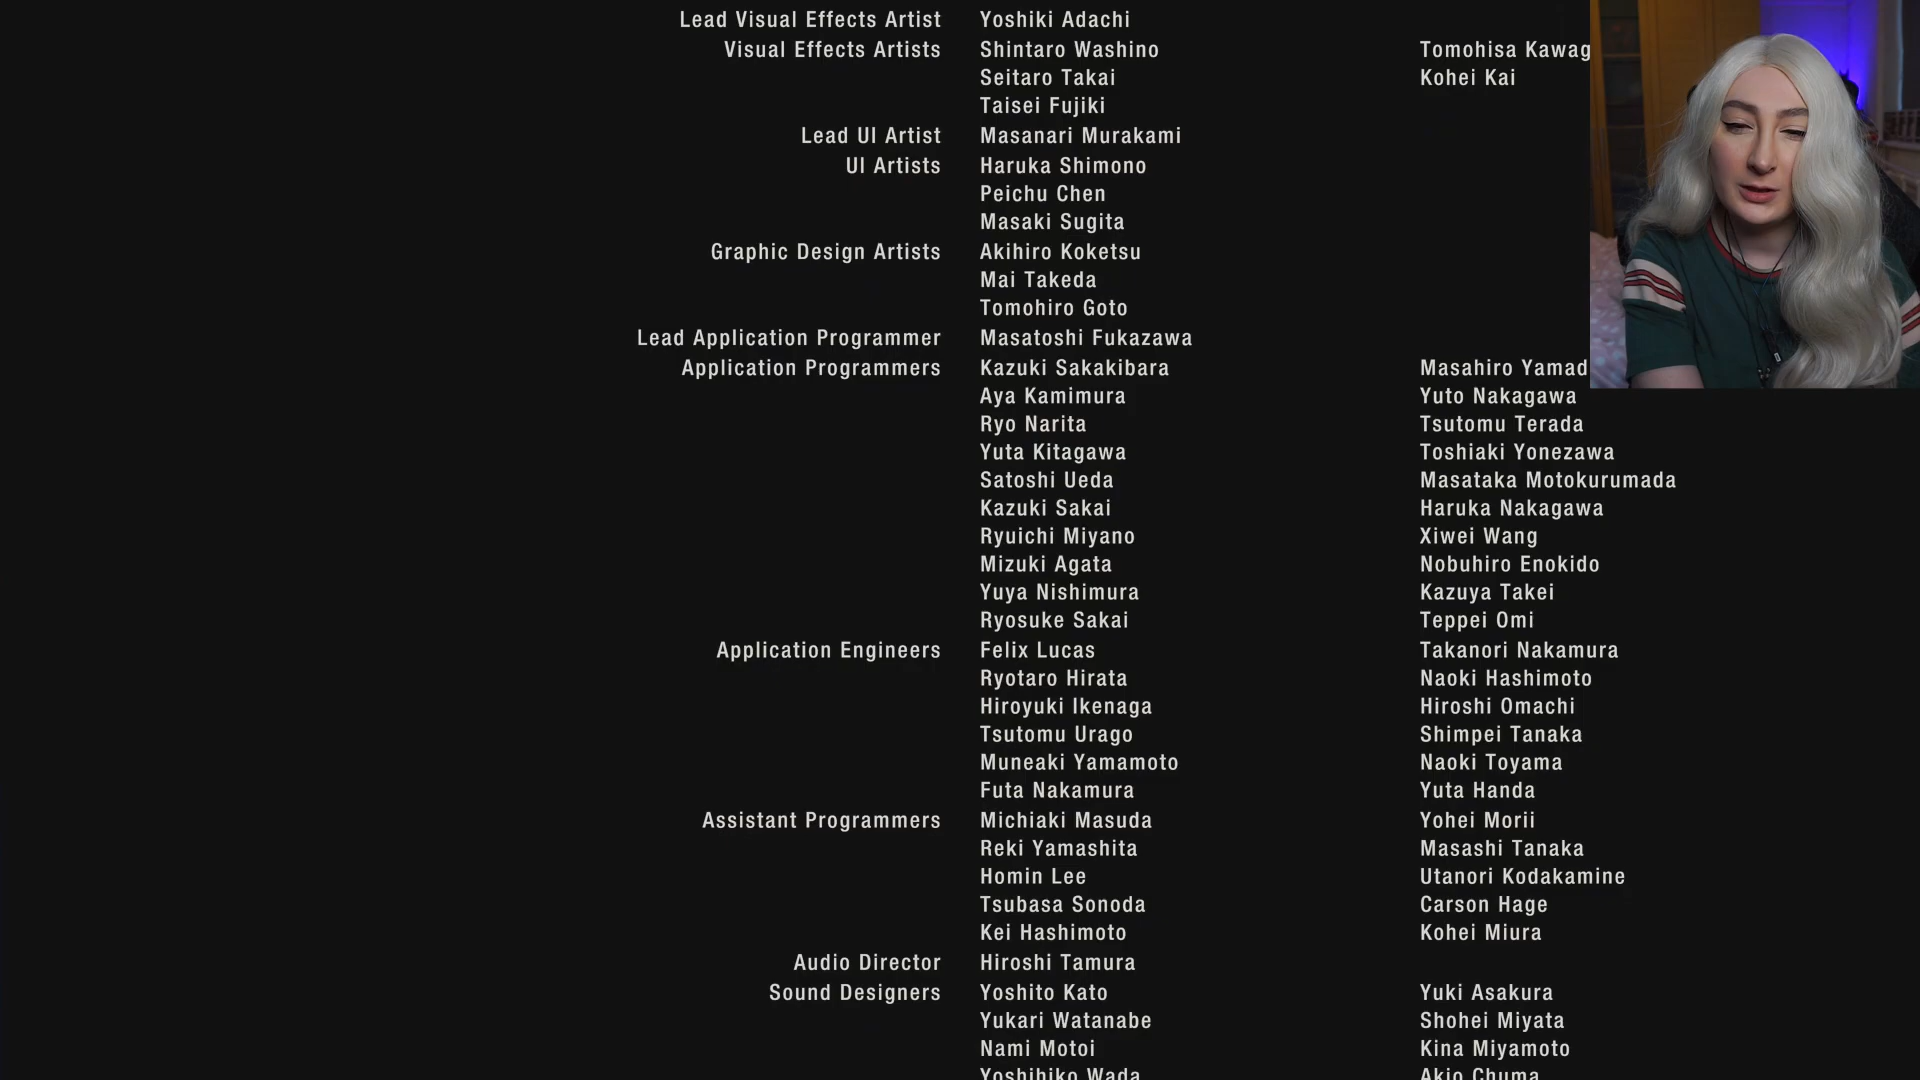 Lead Visual Effects Artist Yoshiki Adachi
Visual Effects Artists Shintaro Washino Tomohisa
Seitaro Takai Kohei Kai
Taisei Fujiki
Lead UI Artist Masanari Murakami
UI Artists Haruka Shimono
Peichu Chen
Masaki Sugita
Graphic Design Artists Akihiro Koketsu
Mai Takeda
Tomohiro Goto
Lead Application Programmer Masatoshi Fukazawa
Application Programmers Kazuki Sakakibara Masahiro
Aya Kamimura Yuto Nakagawa
Ryo Narita Tsutomu Terada
Yuta Kitagawa Toshiaki Yonezawa
Satoshi Ueda Masataka Motokurumada
Kazuki Sakai Haruka Nakagawa
Ryuichi Miyano Xiwei Wang
Mizuki Agata Nobuhiro Enokido
Yuya Nishimura Kazuya Takei
Ryosuke Sakai Teppei Omi
Application Engineers Felix Lucas Takanori Nakamura
Ryotaro Hirata Naoki Hashimoto
Hiroyuki Ikenaga Hiroshi Omachi
Tsutomu Urago Shimpei Tanaka
Muneaki Yamamoto Naoki Toyama
Futa Nakamura Yuta Handa
Assistant Programmers Michiaki Masuda Yohei Morii
Reki Yamashita Masashi Tanaka
Homin Lee Utanori Kodakamine
Tsubasa Sonoda Carson Hage
Kei Hashimoto Kohei Miura
Audio Director Hiroshi Tamura
Sound Designers Yoshito Kato Yuki Asakura
Yukari Watanabe Shohei Miyata
Nami Motoi Kina Miyamoto
Yoshihiko Wada Akio Chuma